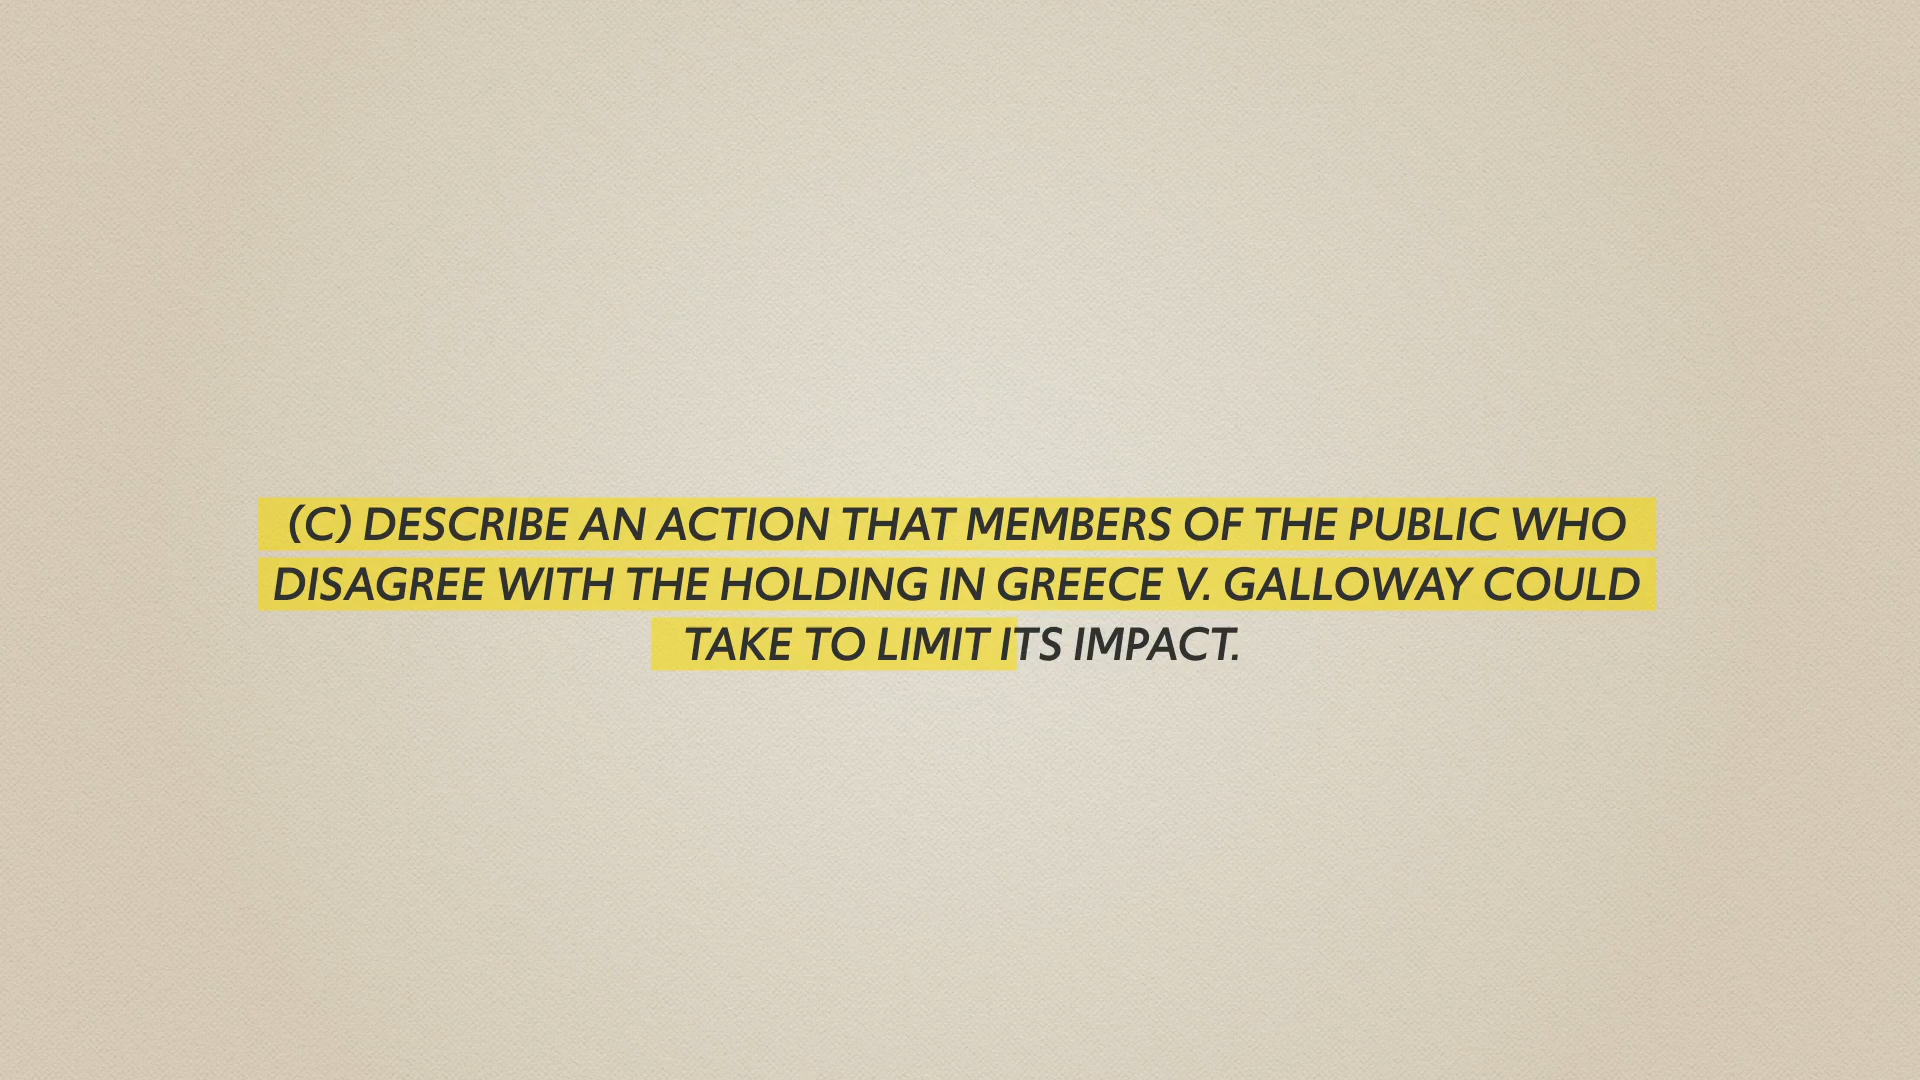 (C) DESCRIBE AN ACTION THAT MEMBERS OF THE PUBLIC WHO
DISAGREE WITH THE HOLDING IN GREECE V. GALLOWAY COULD
TAKE TO LIMIT ITS IMPACT.